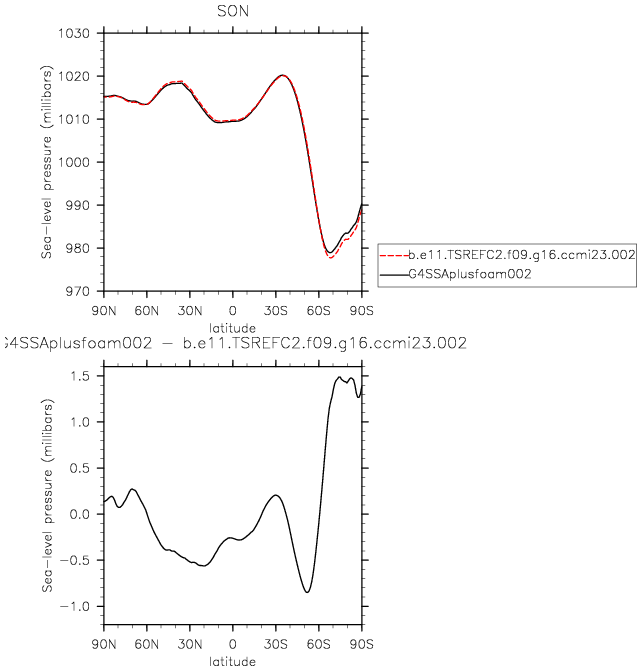 SON
1030
1020
1010
1000
990
980
970
Sea-level pressure (millibars)
90N 60N 30N 0 30S 60S 90S
latitude
b.e11.TSREFC2.f09.g16.ccmi23.002
G4SSAplusfoam002
G4SSAplusfoam002 - b.e11.TSREFC2.f09.g16.ccmi23.002
1.5
1.0
0.5
0.0
-0.5
-1.0
Sea-level pressure (millibars)
90N 60N 30N 0 30S 60S 90S
latitude